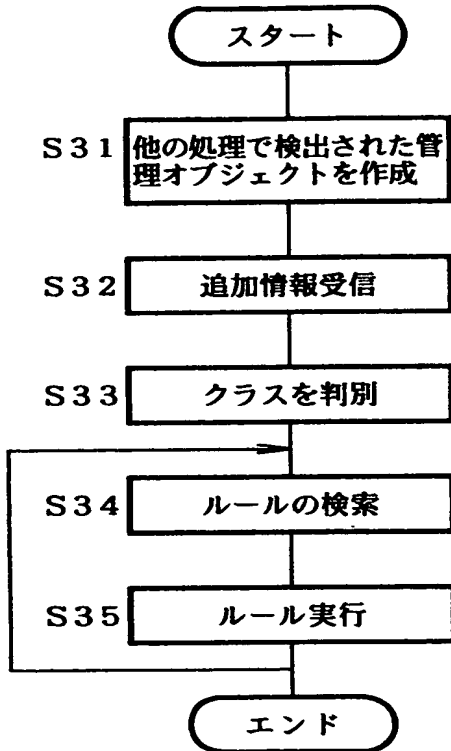 スタート
S31 他の処理で検出された管
理オブジェクトを作成
S32 追加情報受信
S33 クラスを判別
S34 ルールの検索
S35 ルール実行
エンド